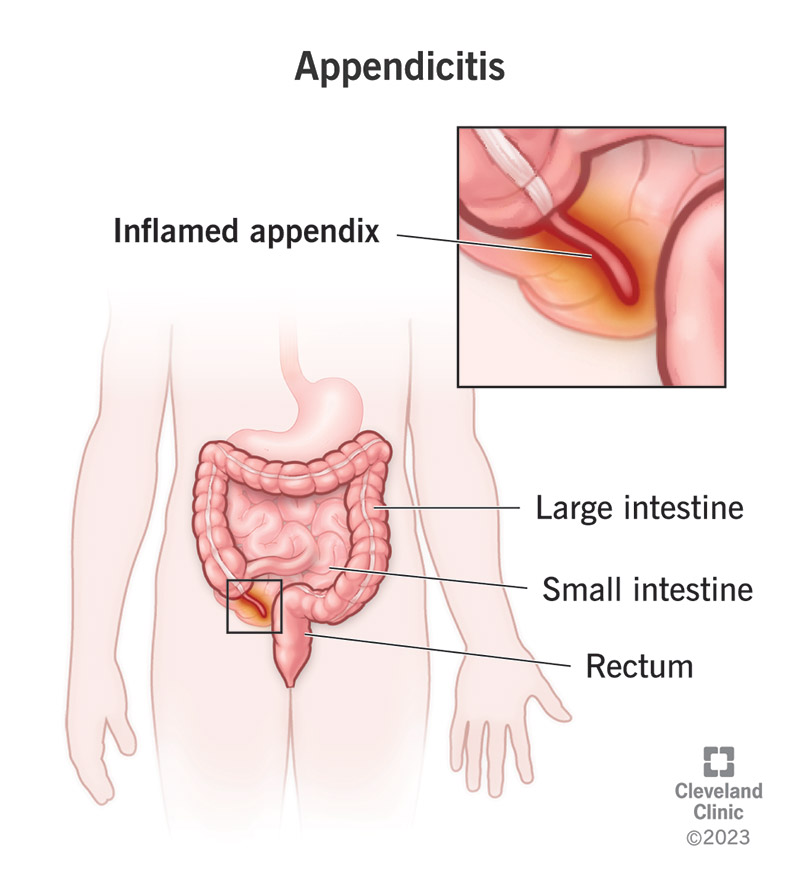 Appendicitis
Inflamed appendix
Large intestine
Small intestine
Rectum
Cleveland
Clinic
©2023